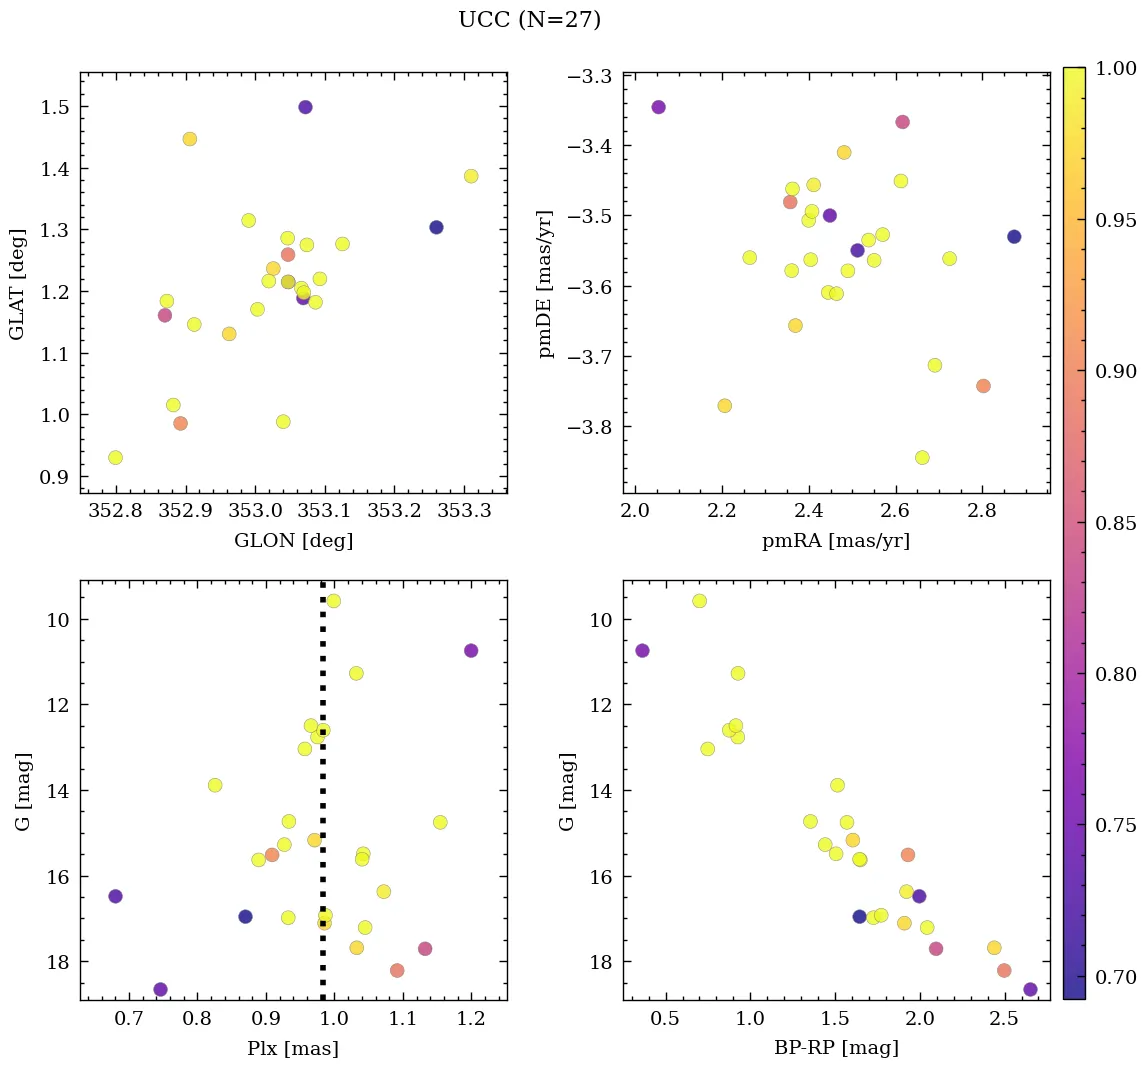 UCC (N=27)
1.5
1.4
1.3
1.2
1.1
1.0
0.9
GLAT [deg]
352.8 352.9 353.0 353.1 353.2 353.3
GLON [deg]
−3.3
−3.4
−3.5
−3.6
−3.7
−3.8
pmDE [mas/yr]
2.0 2.2 2.4 2.6 2.8
pmRA [mas/yr]
10
12
14
16
18
G [mag]
0.7 0.8 0.9 1.0 1.1 1.2
Plx [mas]
10
12
14
16
18
G [mag]
0.5 1.0 1.5 2.0 2.5
BP-RP [mag]
1.00
0.95
0.90
0.85
0.80
0.75
0.70